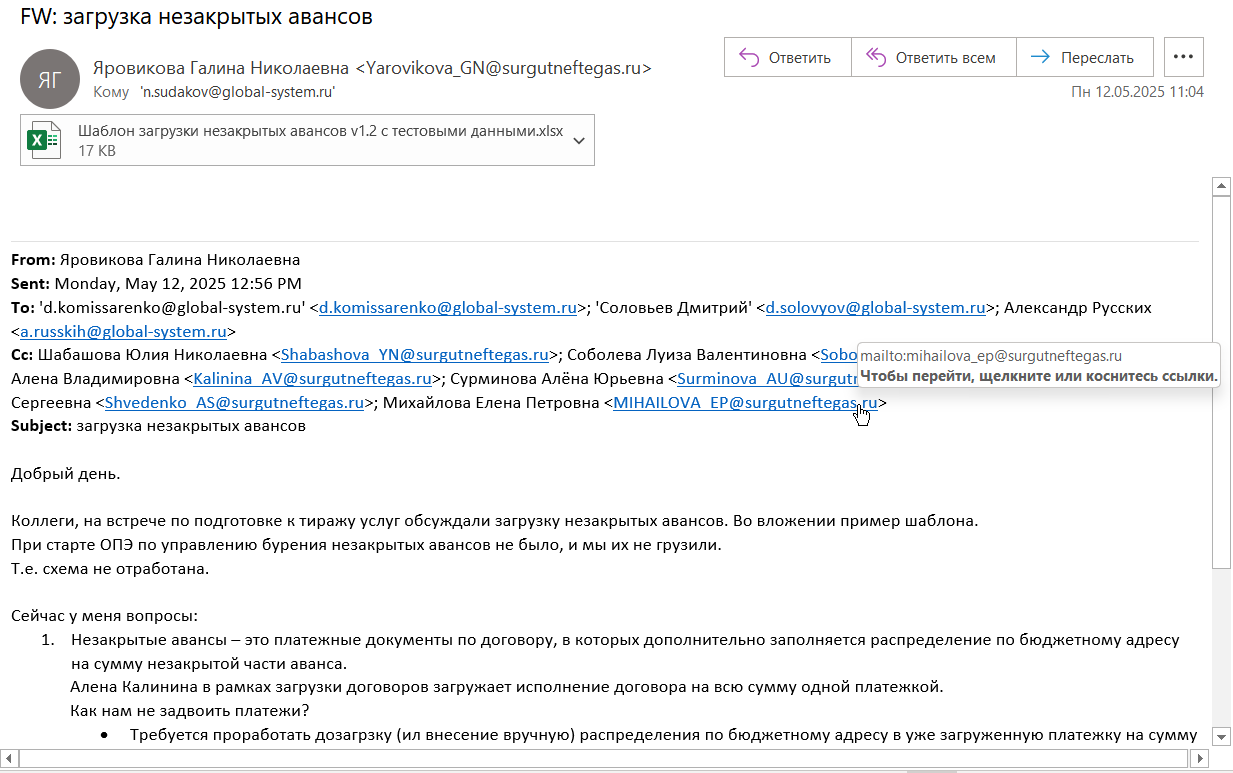 FW: загрузка незакрытых авансов
ЯГ
Яровикова Галина Николаевна <Yarovikova_GN@surgutneftegas.ru>
Кому 'n.sudakov@global-system.ru'
Ответить
Ответить всем
Переслать
Пн 12.05.2025 11:04
Шаблон загрузки незакрытых авансов v1.2 с тестовыми данными.xlsx
17 KB
From: Яровикова Галина Николаевна
Sent: Monday, May 12, 2025 12:56 PM
To: 'd.komissarenko@global-system.ru' <d.komissarenko@global-system.ru>; 'Соловьев Дмитрий' <d.solovyov@global-system.ru>; Александр Русских
<a.russkih@global-system.ru>
Cc: Шабашова Юлия Николаевна <Shabashova_YN@surgutneftegas.ru>; Соболева Луиза Валентиновна <Sobo
mailto:mihailova_ep@surgutneftegas.ru
Чтобы перейти, щелкните или коснитесь ссылки.
Алена Владимировна <Kalinina_AV@surgutneftegas.ru>; Сурминова Алёна Юрьевна <Surminova_AU@surgut
Сергеевна <Shvedenko_AS@surgutneftegas.ru>; Михайлова Елена Петровна <MIHAILOVA_EP@surgutneftegas.ru>
Subject: загрузка незакрытых авансов
Добрый день.
Коллеги, на встрече по подготовке к тиражу услуг обсуждали загрузку незакрытых авансов. Во вложении пример шаблона.
При старте ОПЭ по управлению бурения незакрытых авансов не было, и мы их не грузили.
Т.е. схема не отработана.
Сейчас у меня вопросы:
1. Незакрытые авансы – это платежные документы по договору, в которых дополнительно заполняется распределение по бюджетному адресу
на сумму незакрытой части аванса.
Алена Калинина в рамках загрузки договоров загружает исполнение договора на всю сумму одной платежкой.
Как нам не задвоить платежи?
• Требуется проработать дозагрзку (ил внесение вручную) распределения по бюджетному адресу в уже загруженную платежку на сумму